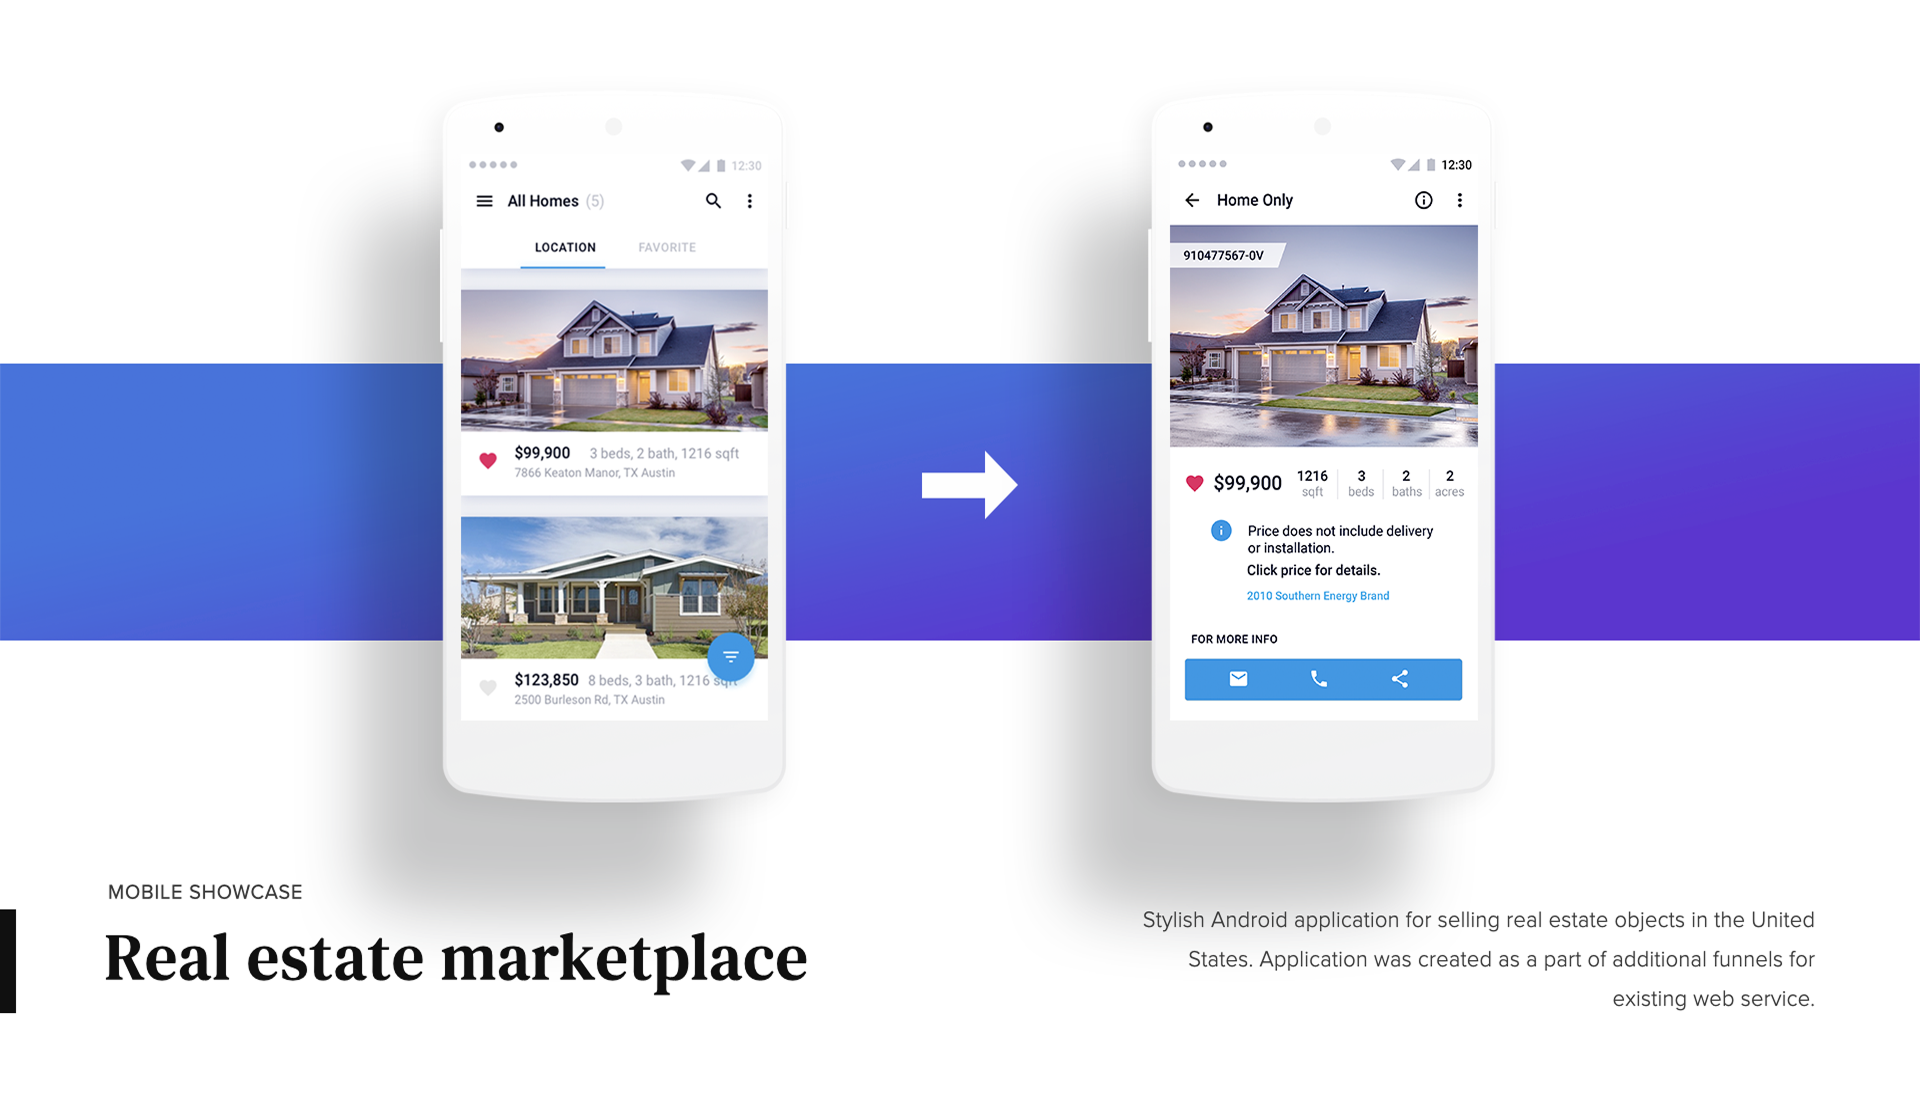 12:30
All Homes (5)
LOCATION FAVORITE
$99,900 3 beds, 2 bath, 1216 sqft
7866 Keaton Manor, TX Austin
$123,850 8 beds, 3 bath, 1216 sqft
2500 Burleson Rd, TX Austin
12:30
Home Only
910477567-0V
$99,900
1216 3 2 2
sqft beds baths acres
Price does not include delivery
or installation.
Click price for details.
2010 Southern Energy Brand
FOR MORE INFO
MOBILE SHOWCASE
Real estate marketplace
Stylish Android application for selling real estate objects in the United
States. Application was created as a part of additional funnels for
existing web service.